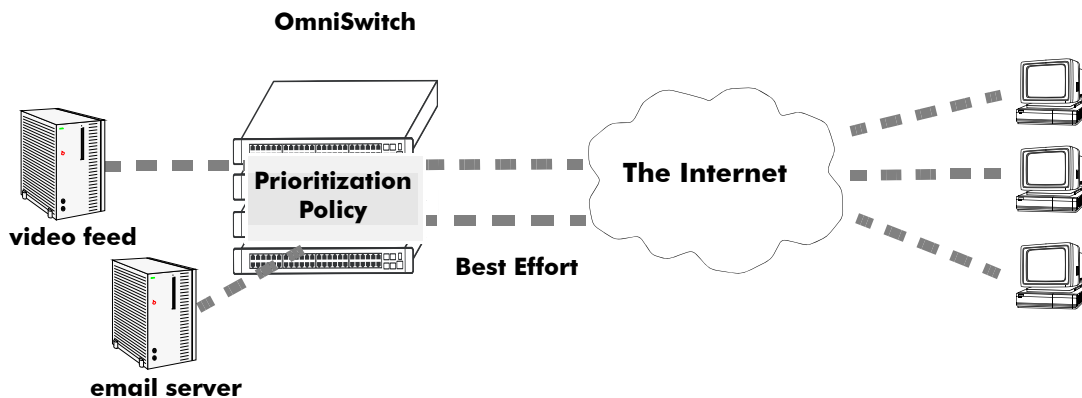 OmniSwitch
Prioritization
Policy
The Internet
video feed
Best Effort
email server